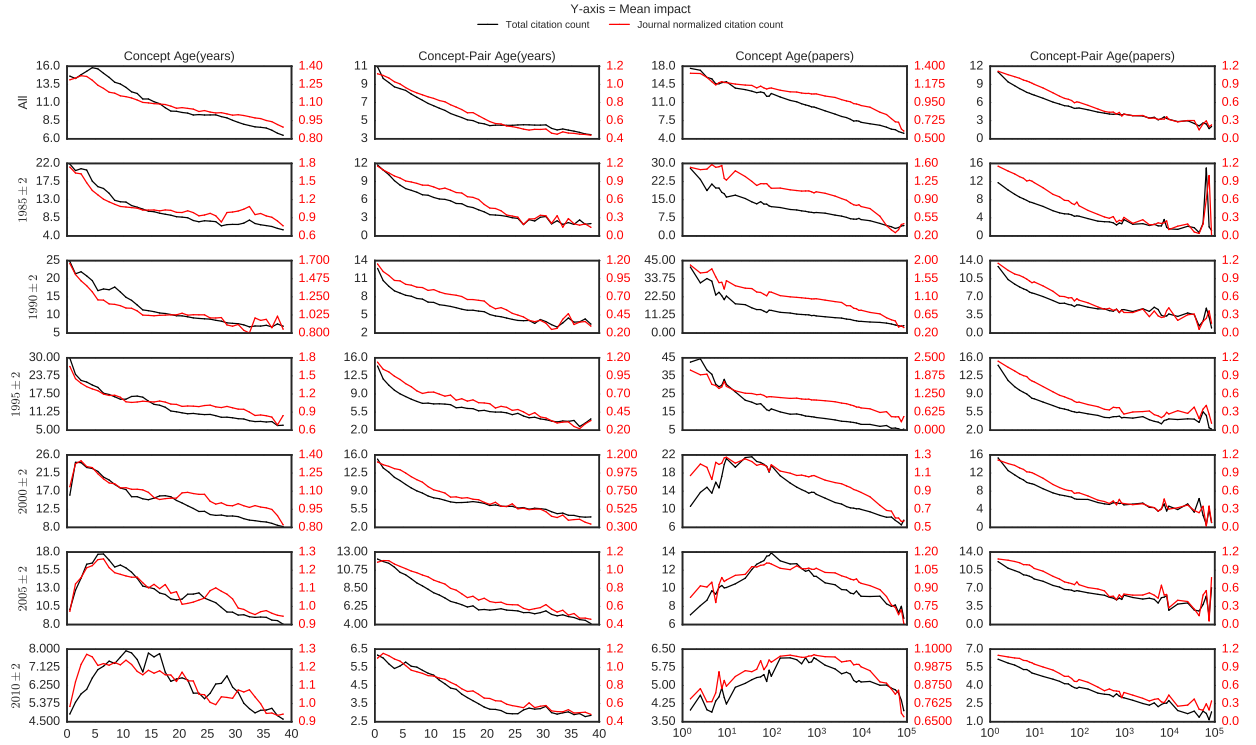 Y-axis = Mean impact
Total citation count Journal normalized citation count
Concept Age(years) Concept-Pair Age(years) Concept Age(papers) Concept-Pair Age(papers)
All
16.0 13.5 11.0 8.5 6.0
1.40 1.25 1.10 0.95 0.80
11 9 7 5 3
1.2 1.0 0.8 0.6 0.4
18.0 15.0 12.0 9.0 6.0
1.400 1.175 0.950 0.725 0.500
12 9 6 3 0
1.2 0.9 0.6 0.3 0.0
1985 ± 2
22.0 17.5 13.0 8.5 4.0
1.8 1.5 1.2 0.9 0.6
12 9 6 3 0
1.2 0.9 0.6 0.3 0.0
30.0 22.5 15.0 7.5 0.0
1.60 1.25 0.90 0.55 0.20
16 12 8 4 0
1.2 0.9 0.6 0.3 0.0
1990 ± 2
25 20 15 10 5
1.700 1.475 1.250 1.025 0.800
14 11 8 5 2
1.20 0.95 0.70 0.45 0.20
45.00 33.75 22.50 11.25 0.00
2.00 1.55 1.10 0.65 0.20
14.0 10.5 7.0 3.5 0.0
1.2 0.9 0.6 0.3 0.0
1995 ± 2
30.00 23.75 17.50 11.25 5.00
1.8 1.5 1.2 0.9 0.6
16.0 12.5 9.0 5.5 2.0
1.20 0.95 0.70 0.45 0.20
45 35 25 15 5
2.500 1.875 1.250 0.625 0.000
16.0 12.5 9.0 5.5 2.0
1.2 0.9 0.6 0.3 0.0
2000 ± 2
26.0 21.5 17.0 12.5 8.0
1.40 1.25 1.10 0.95 0.80
16.0 12.5 9.0 5.5 2.0
1.200 0.975 0.750 0.525 0.300
22 18 14 10 6
1.3 1.1 0.9 0.7 0.5
16 12 8 4 0
1.2 0.9 0.6 0.3 0.0
2005 ± 2
18.0 15.5 13.0 10.5 8.0
1.3 1.2 1.1 1.0 0.9
13.00 10.75 8.50 6.25 4.00
1.2 1.0 0.8 0.6 0.4
14 12 10 8 6
1.20 1.05 0.90 0.75 0.60
14.0 10.5 7.0 3.5 0.0
1.2 0.9 0.6 0.3 0.0
2010 ± 2
8.000 7.125 6.250 5.375 4.500
1.3 1.2 1.1 1.0 0.9
6.5 5.5 4.5 3.5 2.5
1.2 1.0 0.8 0.6 0.4
6.50 5.75 5.00 4.25 3.50
1.1000 0.9875 0.8750 0.7625 0.6500
7.0 5.5 4.0 2.5 1.0
1.2 0.9 0.6 0.3 0.0
0 5 10 15 20 25 30 35 40
0 5 10 15 20 25 30 35 40
10⁰ 10¹ 10² 10³ 10⁴ 10⁵
10⁰ 10¹ 10² 10³ 10⁴ 10⁵